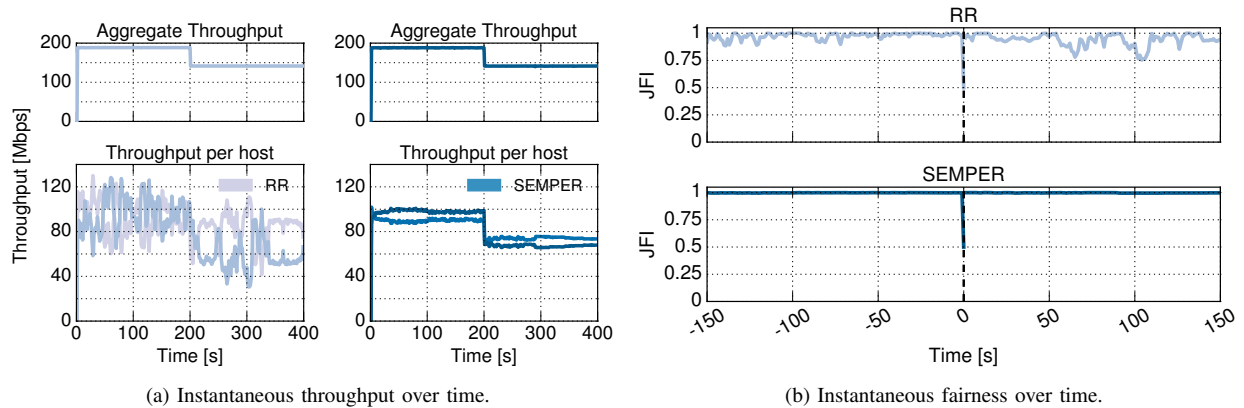 Aggregate Throughput
Aggregate Throughput
200
100
0
200
100
0
Throughput [Mbps]
Throughput per host
Throughput per host
RR
SEMPER
120
80
40
0
120
80
40
0
0 100 200 300 400
0 100 200 300 400
Time [s]
Time [s]
(a) Instantaneous throughput over time.
RR
JFI
1
0.75
0.5
0.25
0
SEMPER
JFI
1
0.75
0.5
0.25
0
-150 -100 -50 0 50 100 150
Time [s]
(b) Instantaneous fairness over time.